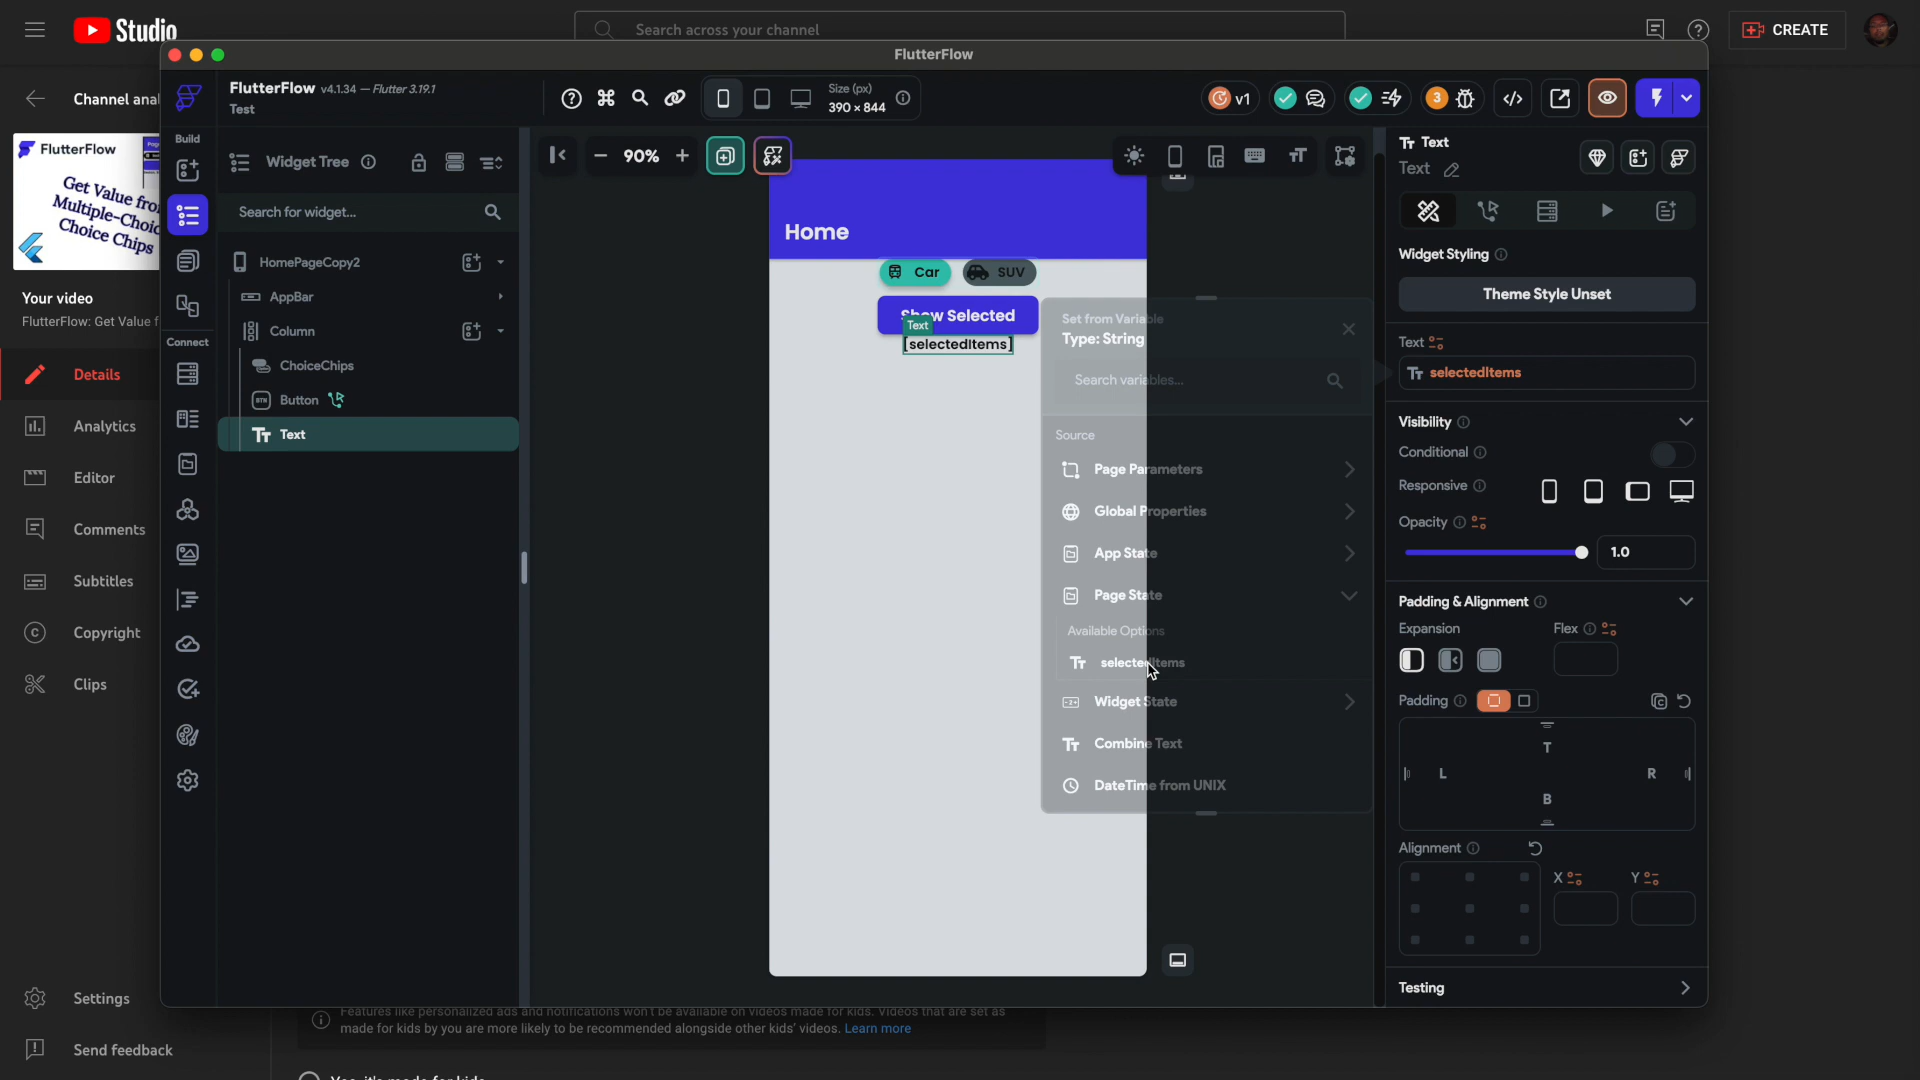 Studio
Search across your channel
CREATE
FlutterFlow
FlutterFlow v4.1.34 — Flutter 3.19.1
Test
Size (px)
390 × 844
v1
3
Channel anal
FlutterFlow
Get Value fro
Multiple-Choic
Choice Chips
Your video
FlutterFlow: Get Value f
Details
Analytics
Editor
Comments
Subtitles
Copyright
Clips
Settings
Send feedback
Build
Connect
Widget Tree
Search for widget...
HomePageCopy2
AppBar
Column
ChoiceChips
BTN Button
Tт Text
90%
Home
Car
SUV
Show Selected
Text
[selectedItems]
Set from Variable
Type: String
Search variables...
Source
Page Parameters
Global Properties
App State
Page State
Available Options
selectedItems
Widget State
Combine Text
DateTime from UNIX
Text
Text
Widget Styling
Theme Style Unset
Text
selectedItems
Visibility
Conditional
Responsive
Opacity
1.0
Padding & Alignment
Expansion
Flex
Padding
T
L
R
B
Alignment
X
Y
Testing
Features like personalized ads and notifications won't be available on videos made for kids. Videos that are set as
made for kids by you are more likely to be recommended alongside other kids' videos. Learn more